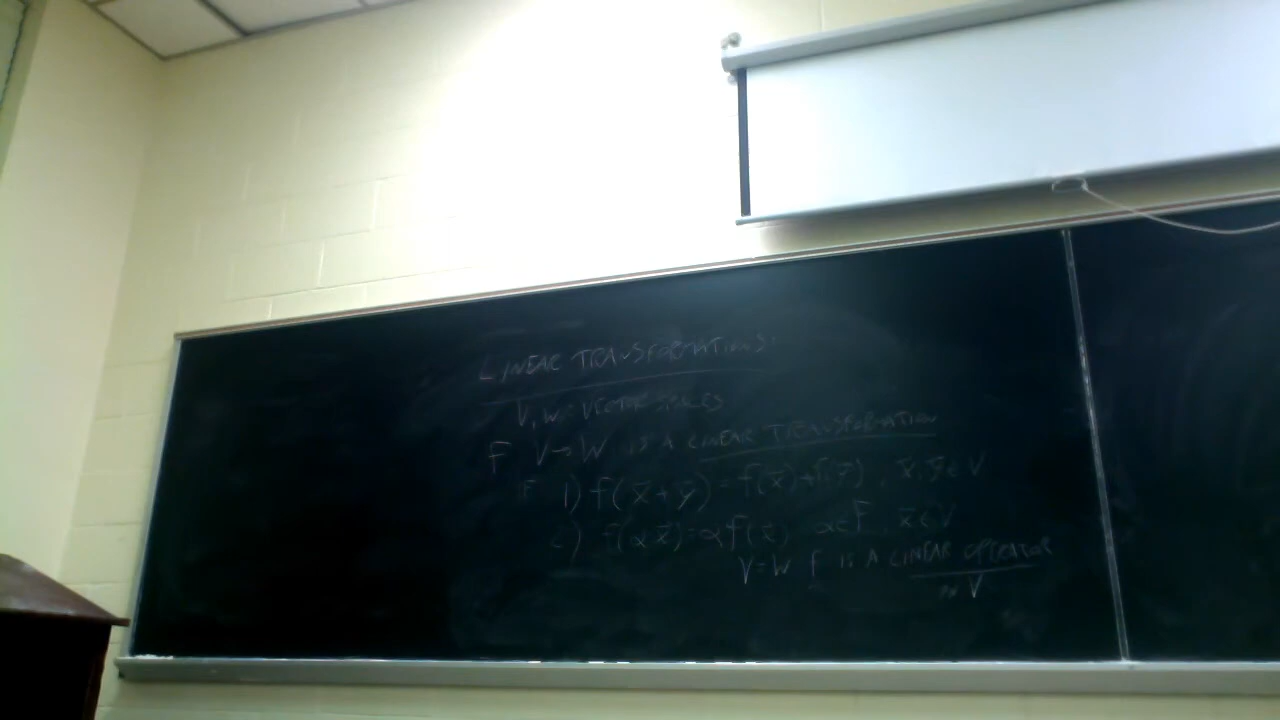 LINEAR TRANSFORMATIONS:
V, W: VECTOR SPACES
F V→W IS A LINEAR TRANSFORMATION
IF 1) f(x⃗+y⃗)=f(x⃗)+f(y⃗), x⃗,y⃗∈V
2) f(αx⃗)=αf(x⃗) α∈F, x⃗∈V
V=W F IS A LINEAR OPERATOR
ON V